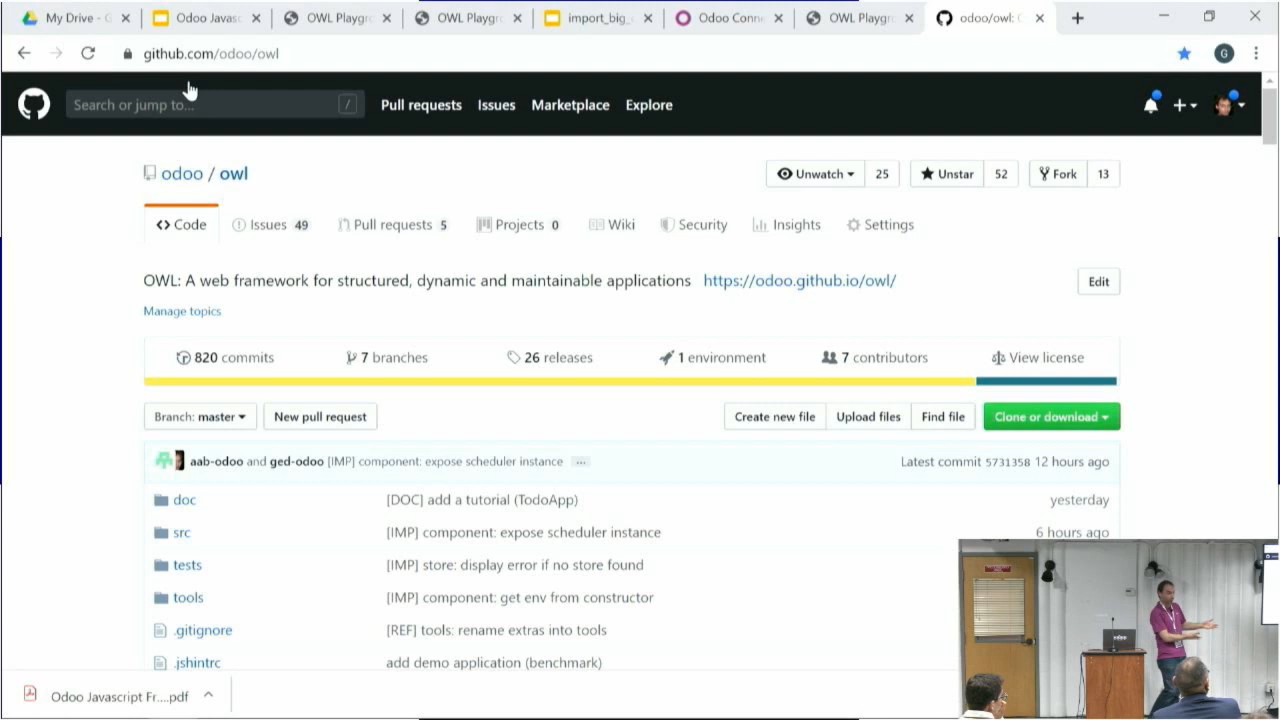 My Drive - G
Odoo Javasc
OWL Playgr
OWL Playgr
import_big_
Odoo Conn
OWL Playgr
odoo/owl:
github.com/odoo/owl
G
Search or jump to...
/
Pull requests
Issues
Marketplace
Explore
odoo / owl
Unwatch
25
Unstar
52
Fork
13
Code
Issues 49
Pull requests 5
Projects 0
Wiki
Security
Insights
Settings
OWL: A web framework for structured, dynamic and maintainable applications https://odoo.github.io/owl/
Edit
Manage topics
820 commits
7 branches
26 releases
1 environment
7 contributors
View license
Branch: master
New pull request
Create new file
Upload files
Find file
Clone or download
aab-odoo and ged-odoo [IMP] component: expose scheduler instance ...
Latest commit 5731358 12 hours ago
doc [DOC] add a tutorial (TodoApp) yesterday
src [IMP] component: expose scheduler instance 6 hours ago
tests [IMP] store: display error if no store found
tools [IMP] component: get env from constructor
.gitignore [REF] tools: rename extras into tools
.jshintrc add demo application (benchmark)
Odoo Javascript Fr....pdf
odoo